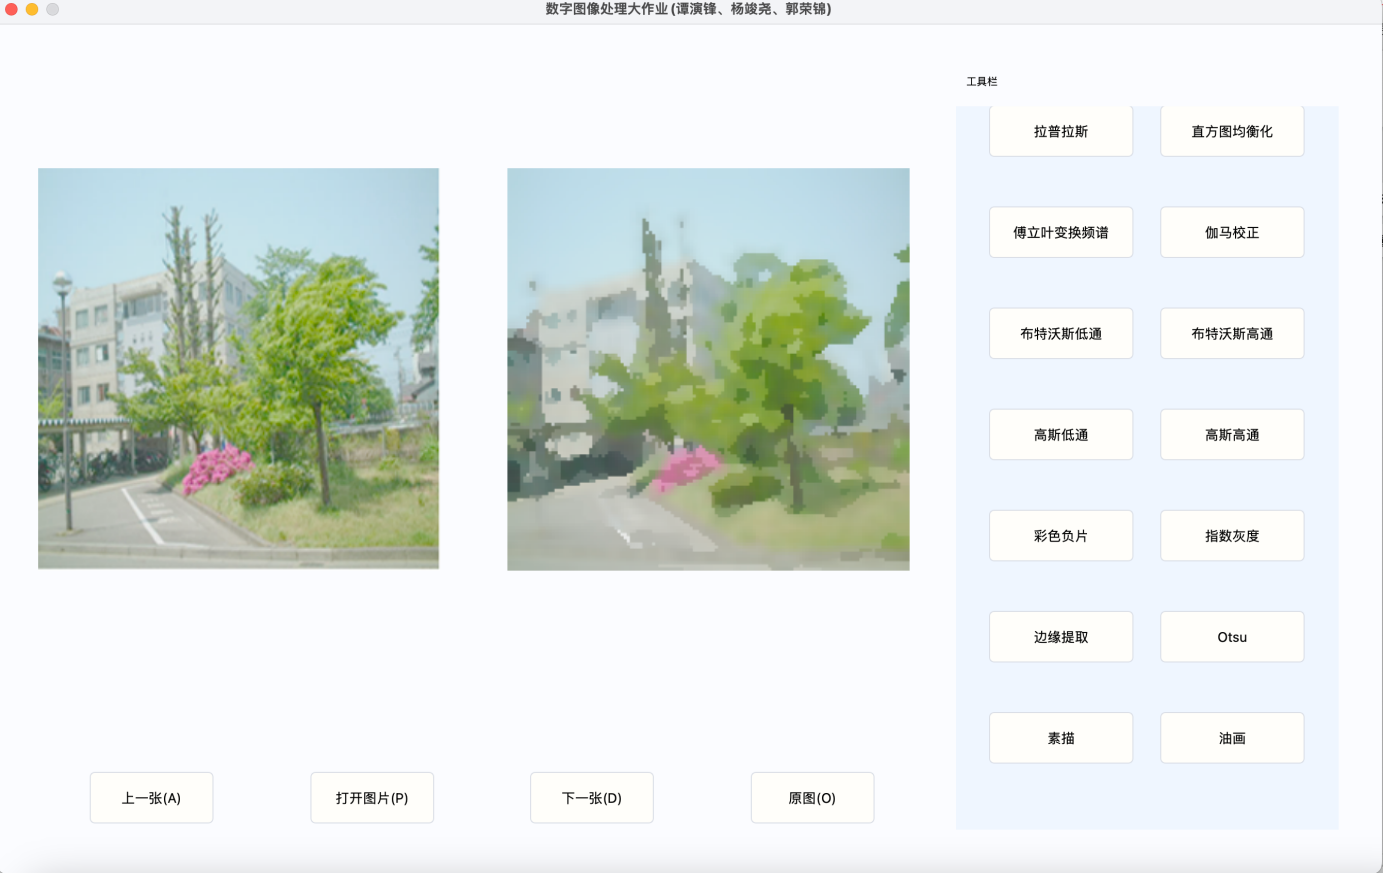 数字图像处理大作业 (谭演锋、杨竣尧、郭荣锦)
工具栏
拉普拉斯
直方图均衡化
傅立叶变换频谱
伽马校正
布特沃斯低通
布特沃斯高通
高斯低通
高斯高通
彩色负片
指数灰度
边缘提取
Otsu
素描
油画
上一张(A)
打开图片(P)
下一张(D)
原图(O)